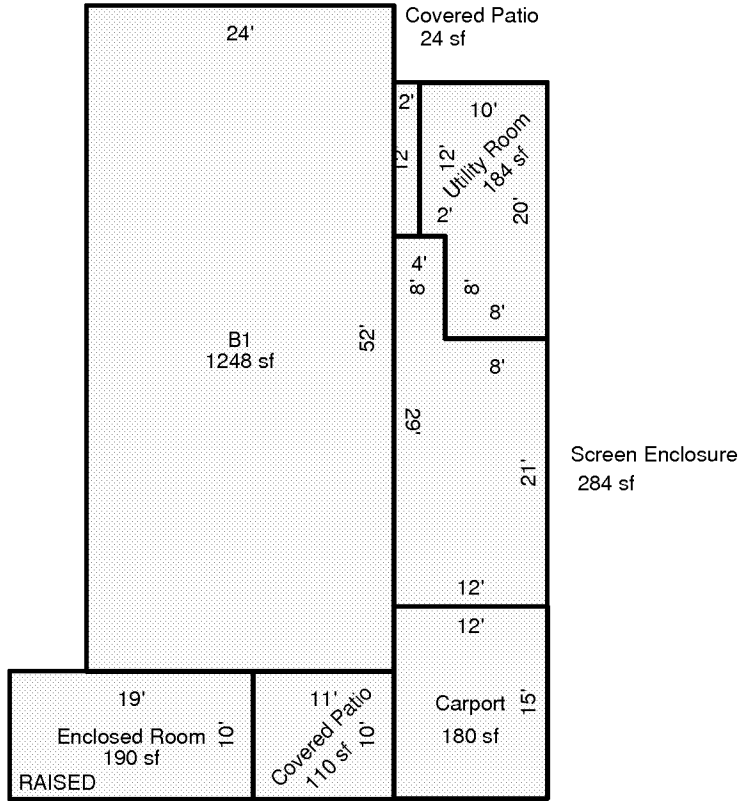 Covered Patio
24 sf
24'
2'
12'
10'
12'
Utility Room
184 sf
20'
2'
4'
8'
8'
8'
B1
1248 sf
52'
8'
29'
21'
Screen Enclosure
284 sf
12'
12'
19'
11'
15'
Enclosed Room
190 sf
10'
Covered Patio
110 sf
10'
Carport
180 sf
RAISED